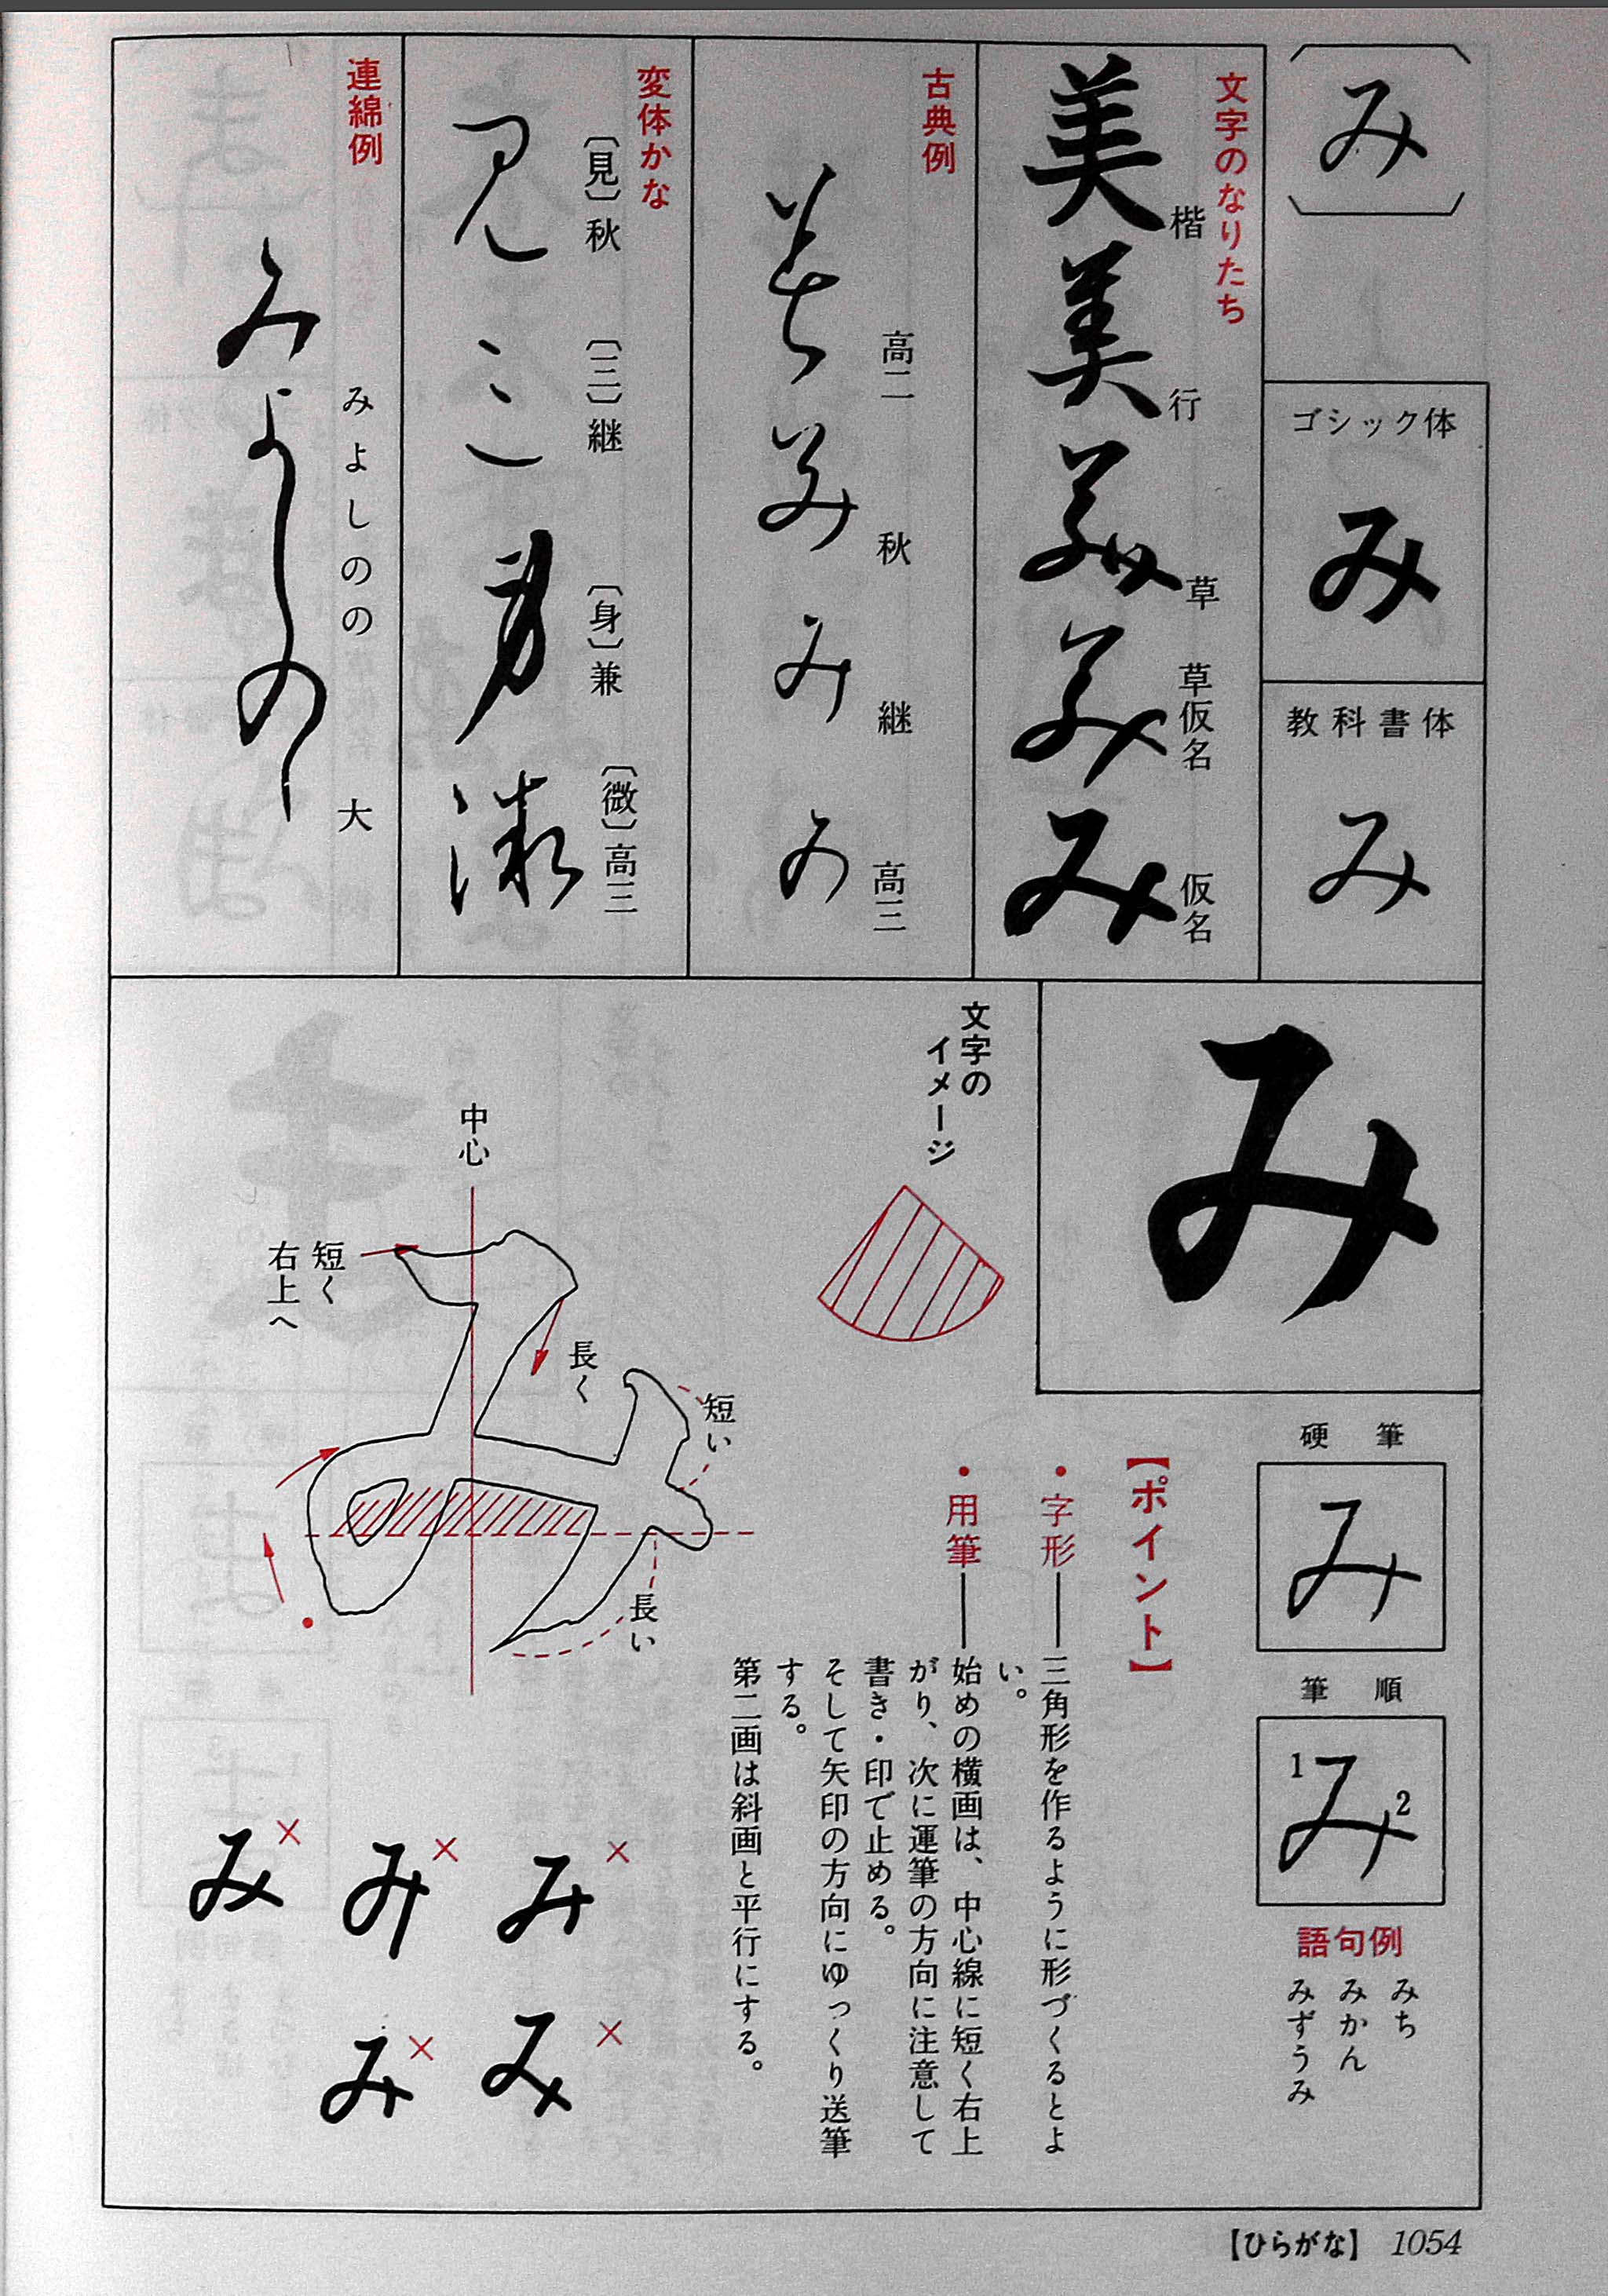 み
ゴシック体
み
教科書体
み
文字のなりたち
美 楷
美 行
美 草
み 草仮名
み 仮名
古典例
高二
み 秋
み 継
み 高三
変体かな
〔見〕秋
〔三〕継
〔身〕兼
〔微〕高三
連綿例
みよしのの 大
みよしのの
み
文字の
イメージ
中心
短く
右上へ
長く
短い
長い
硬筆
み
筆順
1み2
語句例
みち
みかん
みずうみ
【ポイント】
・字形――三角形を作るように形づくるとよ
い。
・用筆――始めの横画は、中心線に短く右上
がり、次に運筆の方向に注意して
書き・印で止める。
そして矢印の方向にゆっくり送筆
する。
第二画は斜画と平行にする。
み×
み×
み×
み×
み×
【ひらがな】 1054